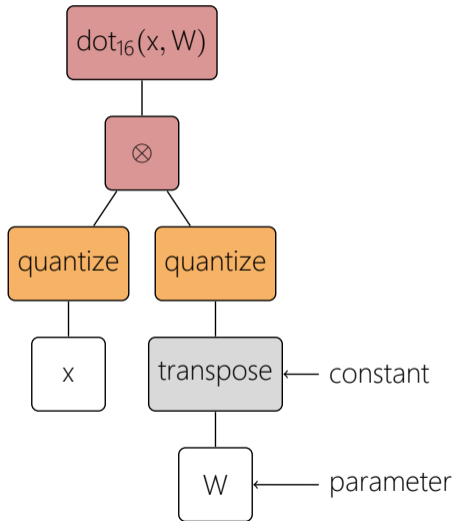 dot₁₆(x, W)
⊗
quantize quantize
x transpose constant
W parameter